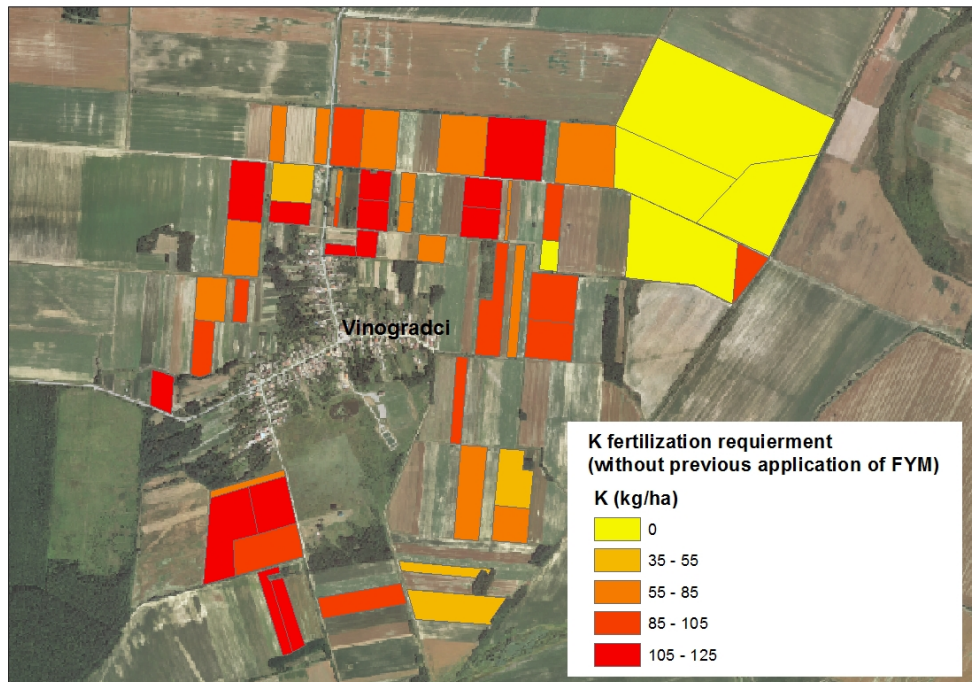 Vinogradci
K fertilization requierment
(without previous application of FYM)
K (kg/ha)
0
35 - 55
55 - 85
85 - 105
105 - 125